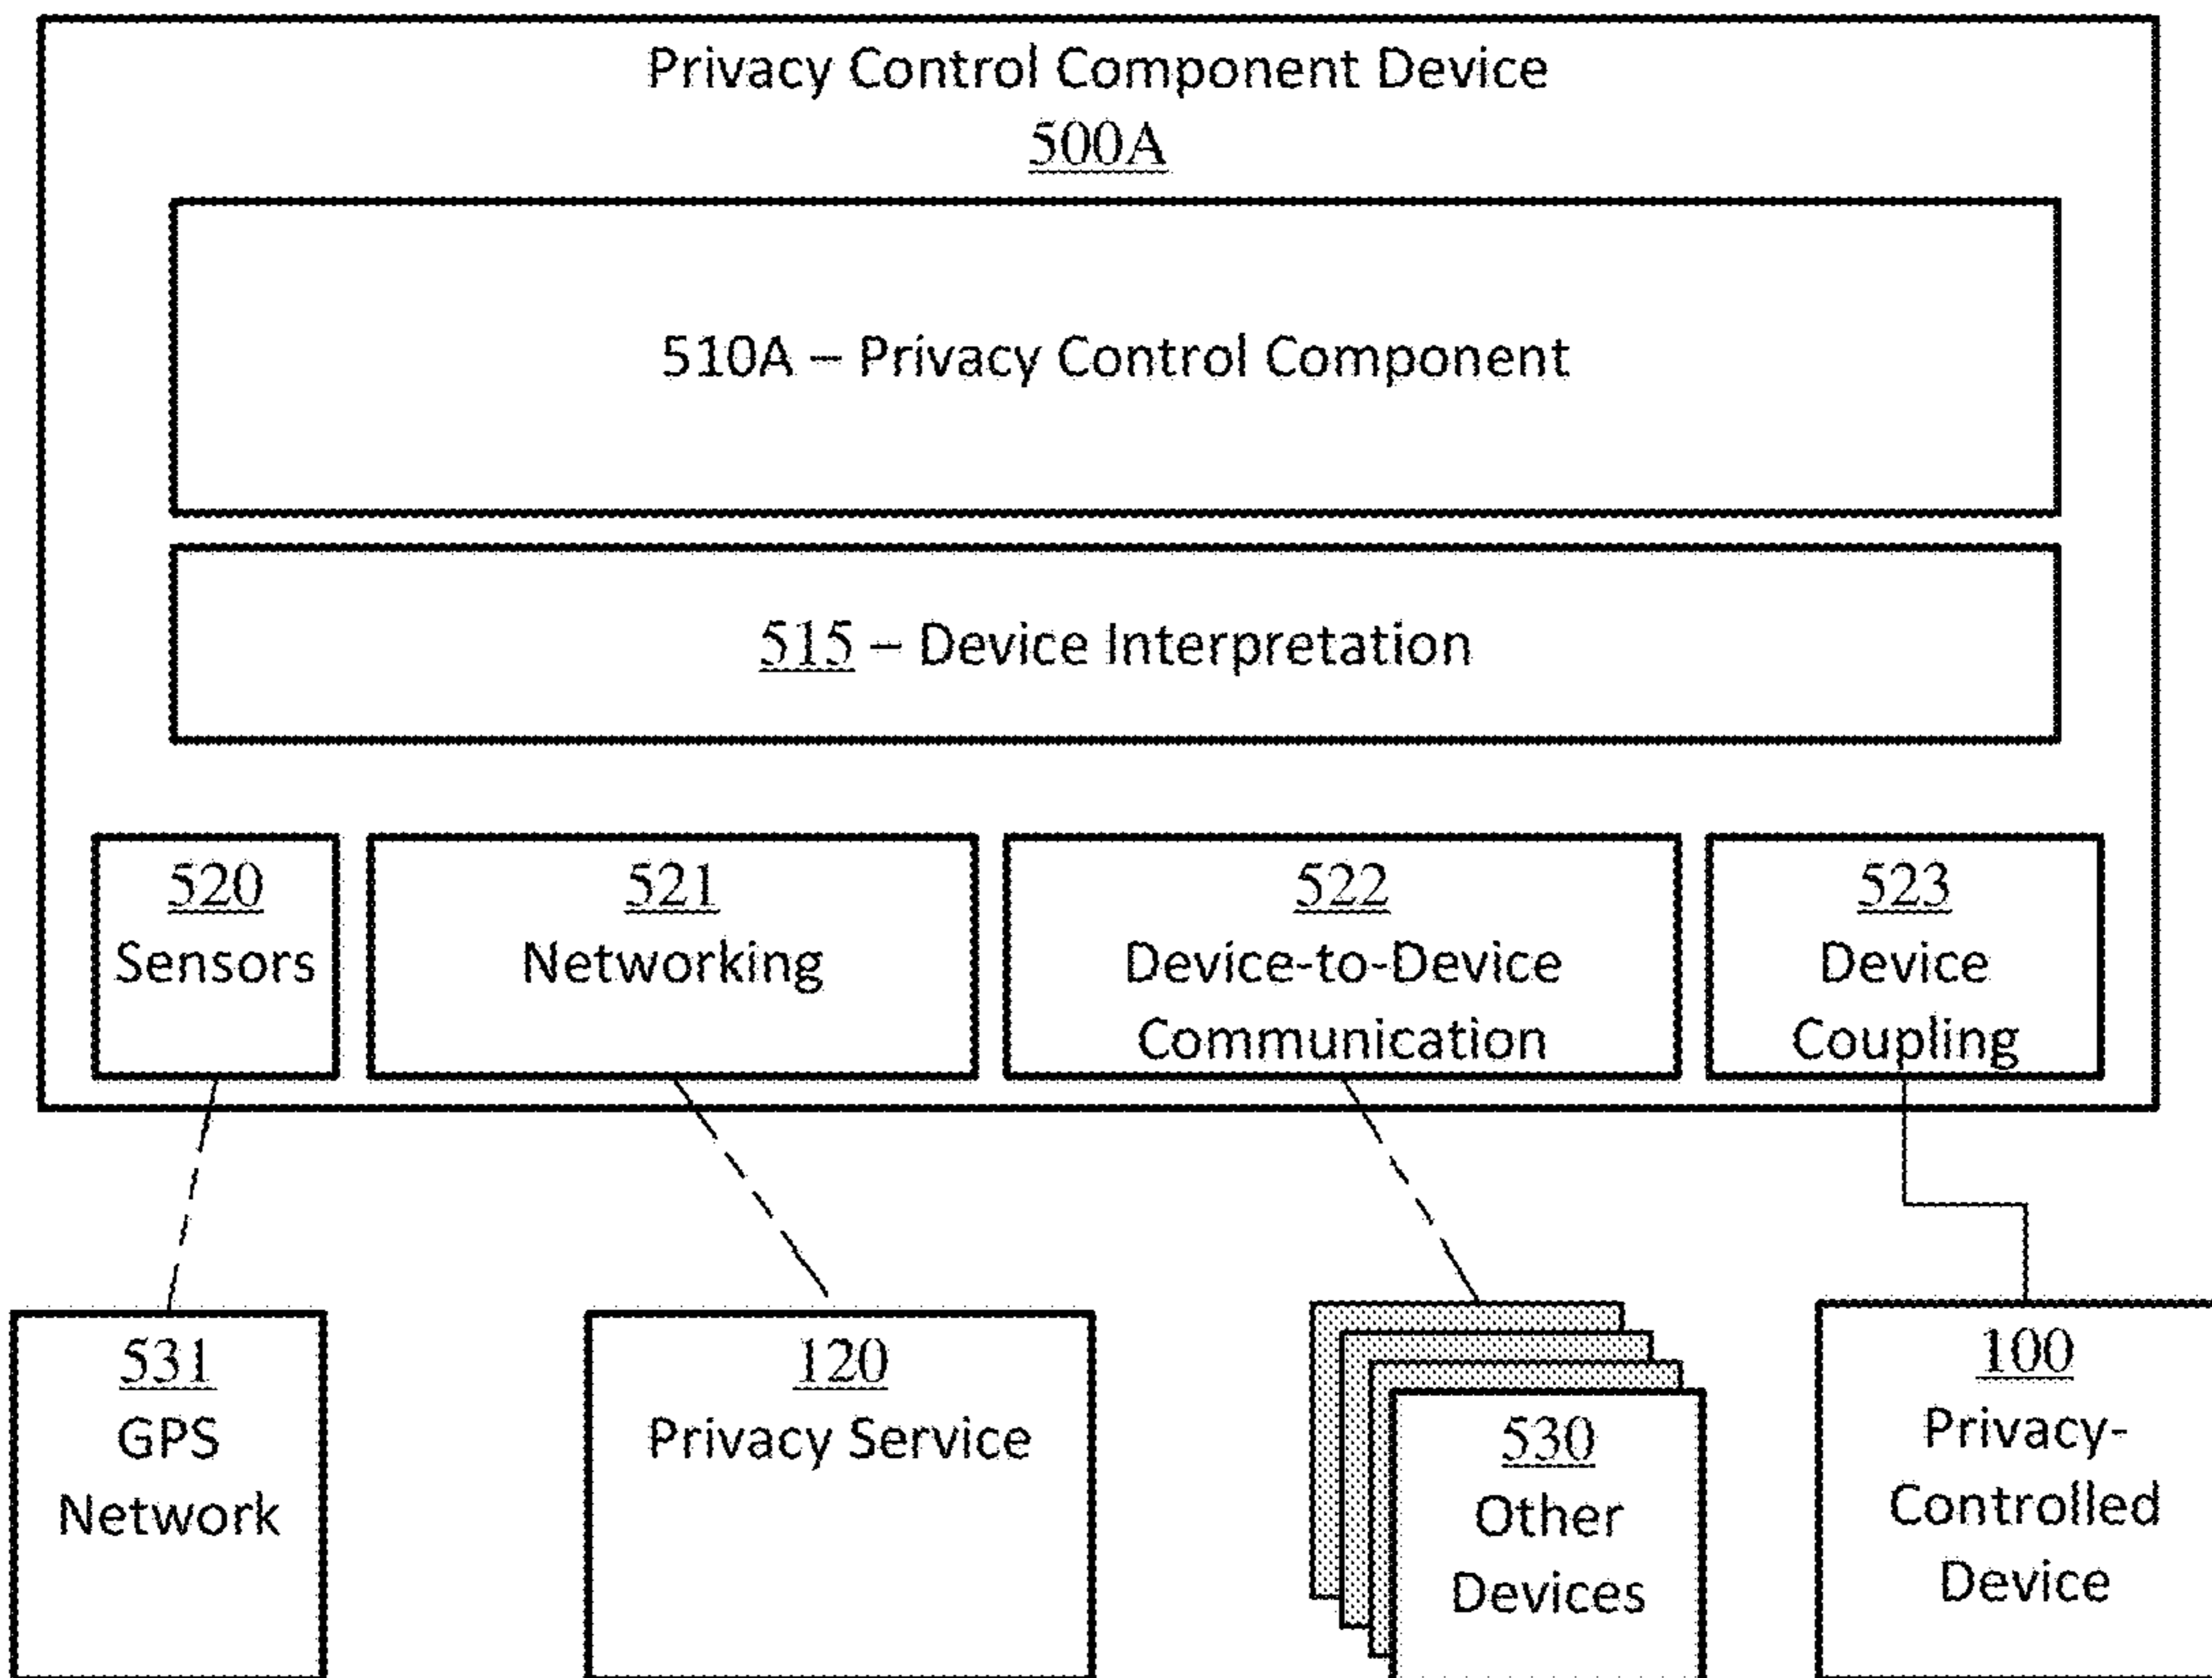 Privacy Control Component Device
500A
510A – Privacy Control Component
515 – Device Interpretation
520
Sensors
521
Networking
522
Device-to-Device
Communication
523
Device
Coupling
531
GPS
Network
120
Privacy Service
530
Other
Devices
100
Privacy-
Controlled
Device